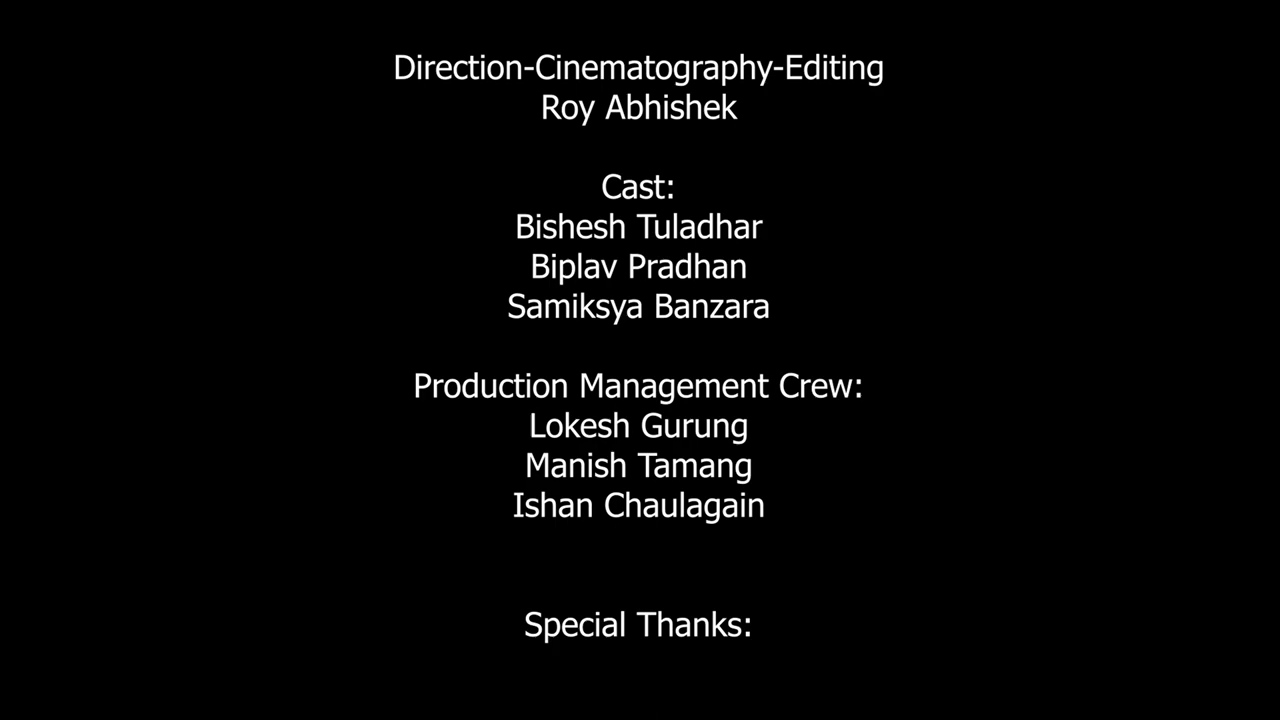 Direction-Cinematography-Editing
Roy Abhishek
Cast:
Bishesh Tuladhar
Biplav Pradhan
Samiksya Banzara
Production Management Crew:
Lokesh Gurung
Manish Tamang
Ishan Chaulagain
Special Thanks: